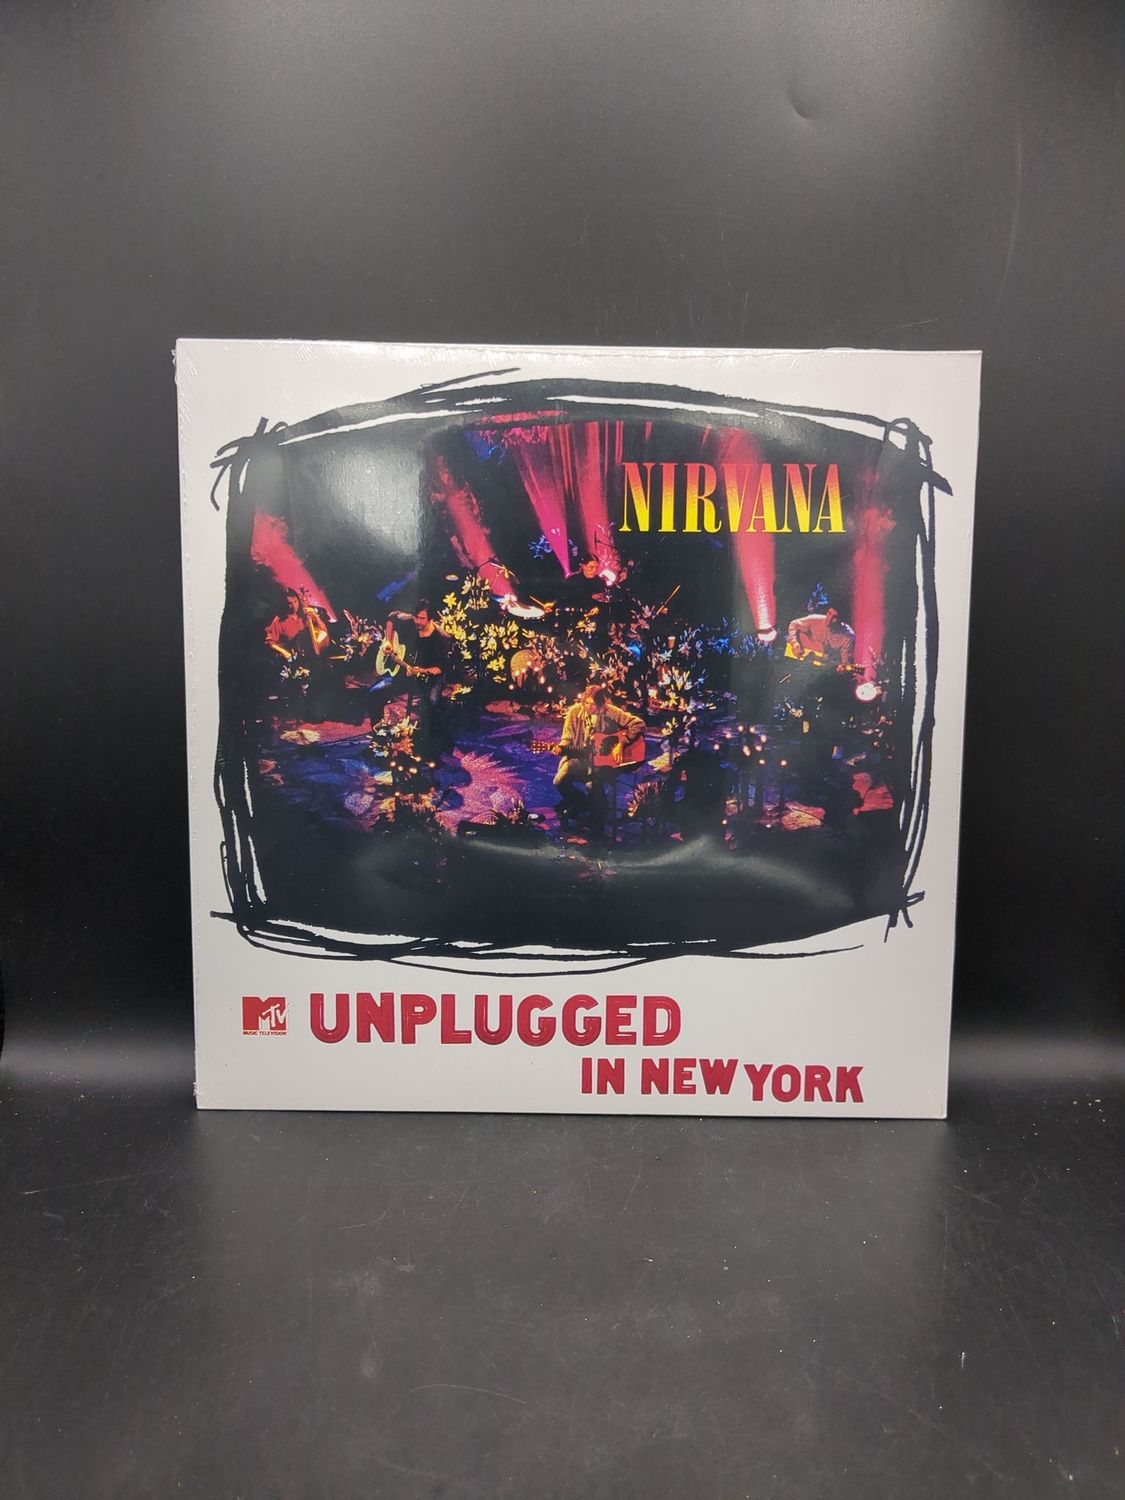 NIRVANA
MTV
MUSIC TELEVISION
UNPLUGGED
IN NEW YORK